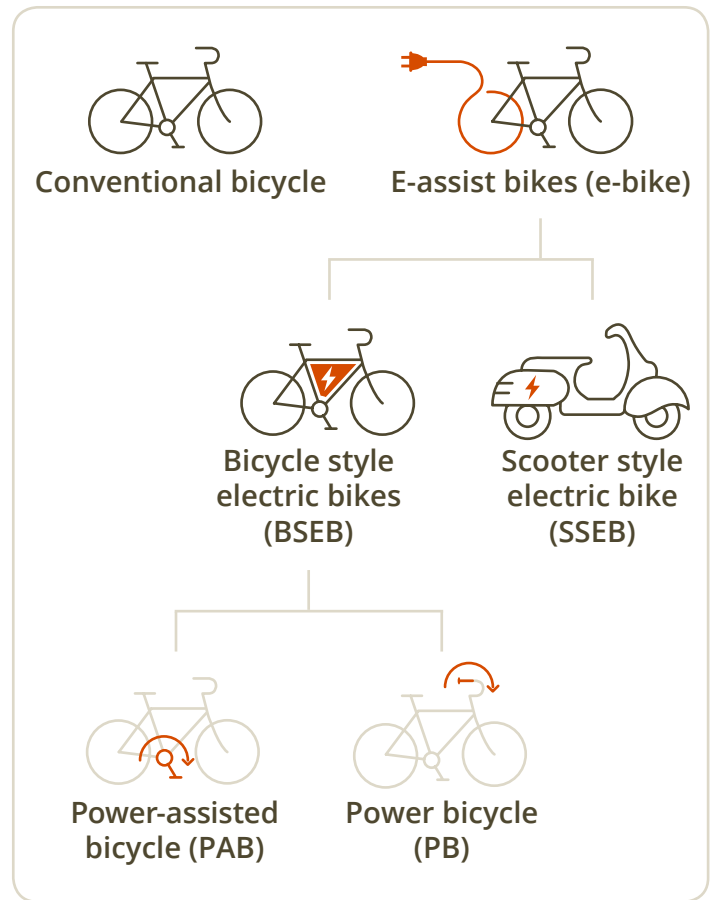 Conventional bicycle
E-assist bikes (e-bike)
Bicycle style
electric bikes
(BSEB)
Scooter style
electric bike
(SSEB)
Power-assisted
bicycle (PAB)
Power bicycle
(PB)